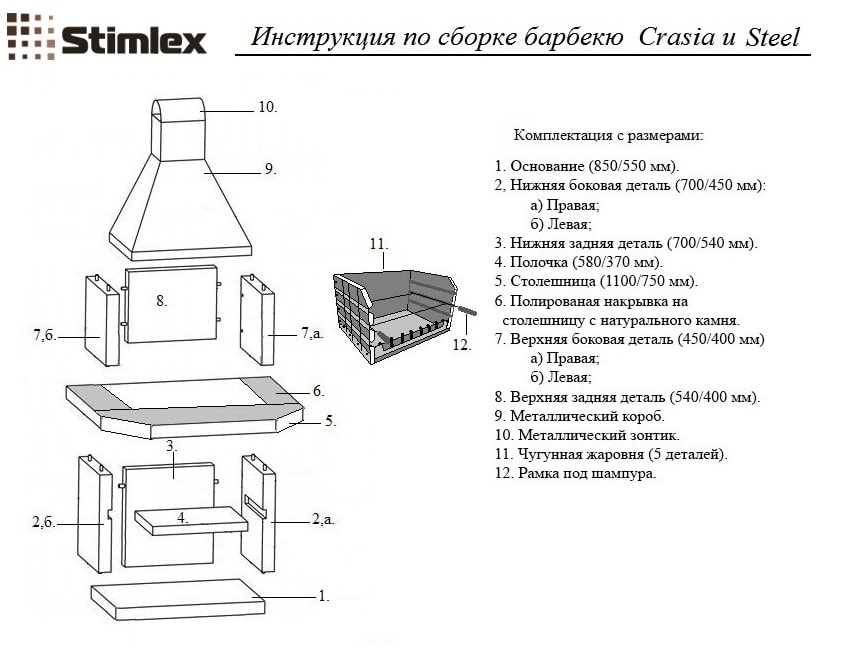 Stimlex
Инструкция по сборке барбекю Crasia и Steel
10.
9.
11.
8.
7,б.
7,а.
12.
6.
5.
3.
4.
2,б.
2,а.
1.
Комплектация с размерами:
1. Основание (850/550 мм).
2, Нижняя боковая деталь (700/450 мм):
а) Правая;
б) Левая;
3. Нижняя задняя деталь (700/540 мм).
4. Полочка (580/370 мм).
5. Столешница (1100/750 мм).
6. Полированая накрывка на
столешницу с натурального камня.
7. Верхняя боковая деталь (450/400 мм)
а) Правая;
б) Левая;
8. Верхняя задняя деталь (540/400 мм).
9. Металлический короб.
10. Металлический зонтик.
11. Чугунная жаровня (5 деталей).
12. Рамка под шампура.